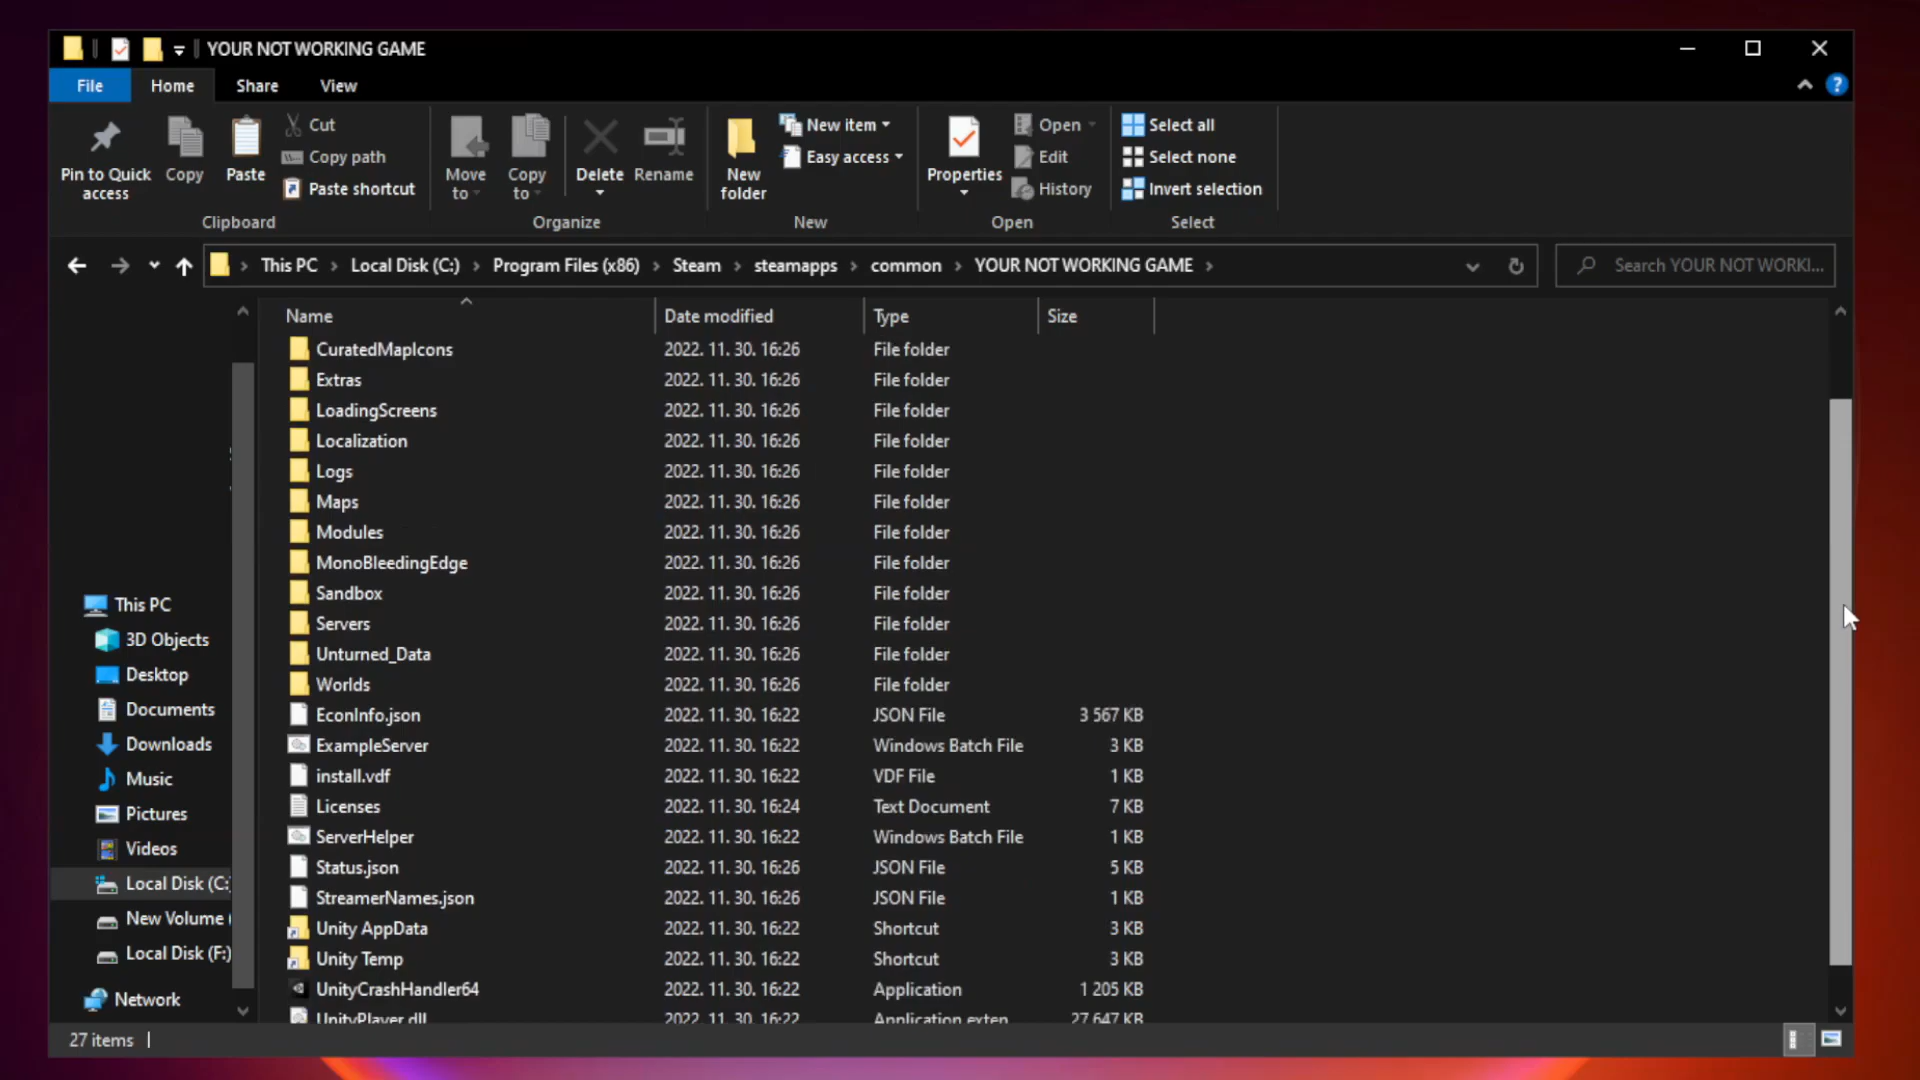 YOUR NOT WORKING GAME
File Home Share View
Pin to Quick access
Copy
Paste
Cut
Copy path
Paste shortcut
Clipboard
Move to
Copy to
Delete
Rename
Organize
New folder
New item
Easy access
New
Properties
Open
Edit
History
Open
Select all
Select none
Invert selection
Select
This PC > Local Disk (C:) > Program Files (x86) > Steam > steamapps > common > YOUR NOT WORKING GAME >
Search YOUR NOT WORKI...
This PC
3D Objects
Desktop
Documents
Downloads
Music
Pictures
Videos
Local Disk (C:
New Volume (
Local Disk (F:)
Network
Name Date modified Type Size
CuratedMapIcons 2022. 11. 30. 16:26 File folder
Extras 2022. 11. 30. 16:26 File folder
LoadingScreens 2022. 11. 30. 16:26 File folder
Localization 2022. 11. 30. 16:26 File folder
Logs 2022. 11. 30. 16:26 File folder
Maps 2022. 11. 30. 16:26 File folder
Modules 2022. 11. 30. 16:26 File folder
MonoBleedingEdge 2022. 11. 30. 16:26 File folder
Sandbox 2022. 11. 30. 16:26 File folder
Servers 2022. 11. 30. 16:26 File folder
Unturned_Data 2022. 11. 30. 16:26 File folder
Worlds 2022. 11. 30. 16:26 File folder
EconInfo.json 2022. 11. 30. 16:22 JSON File 3 567 KB
ExampleServer 2022. 11. 30. 16:22 Windows Batch File 3 KB
install.vdf 2022. 11. 30. 16:22 VDF File 1 KB
Licenses 2022. 11. 30. 16:24 Text Document 7 KB
ServerHelper 2022. 11. 30. 16:22 Windows Batch File 1 KB
Status.json 2022. 11. 30. 16:26 JSON File 5 KB
StreamerNames.json 2022. 11. 30. 16:22 JSON File 1 KB
Unity AppData 2022. 11. 30. 16:22 Shortcut 3 KB
Unity Temp 2022. 11. 30. 16:22 Shortcut 3 KB
UnityCrashHandler64 2022. 11. 30. 16:22 Application 1 205 KB
UnityPlayer.dll 2022. 11. 30. 16:22 Application exten 27 647 KB
27 items